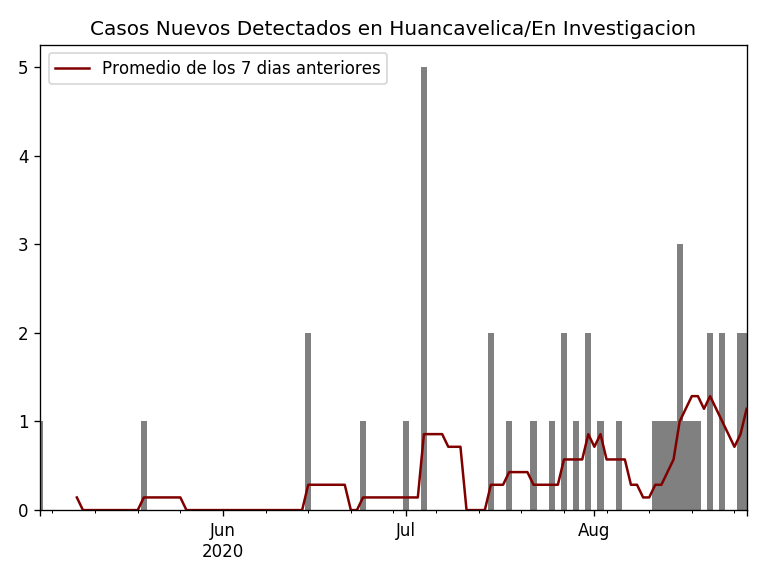 Casos Nuevos Detectados en Huancavelica/En Investigacion
Promedio de los 7 dias anteriores
5
4
3
2
1
0
Jun
2020
Jul
Aug